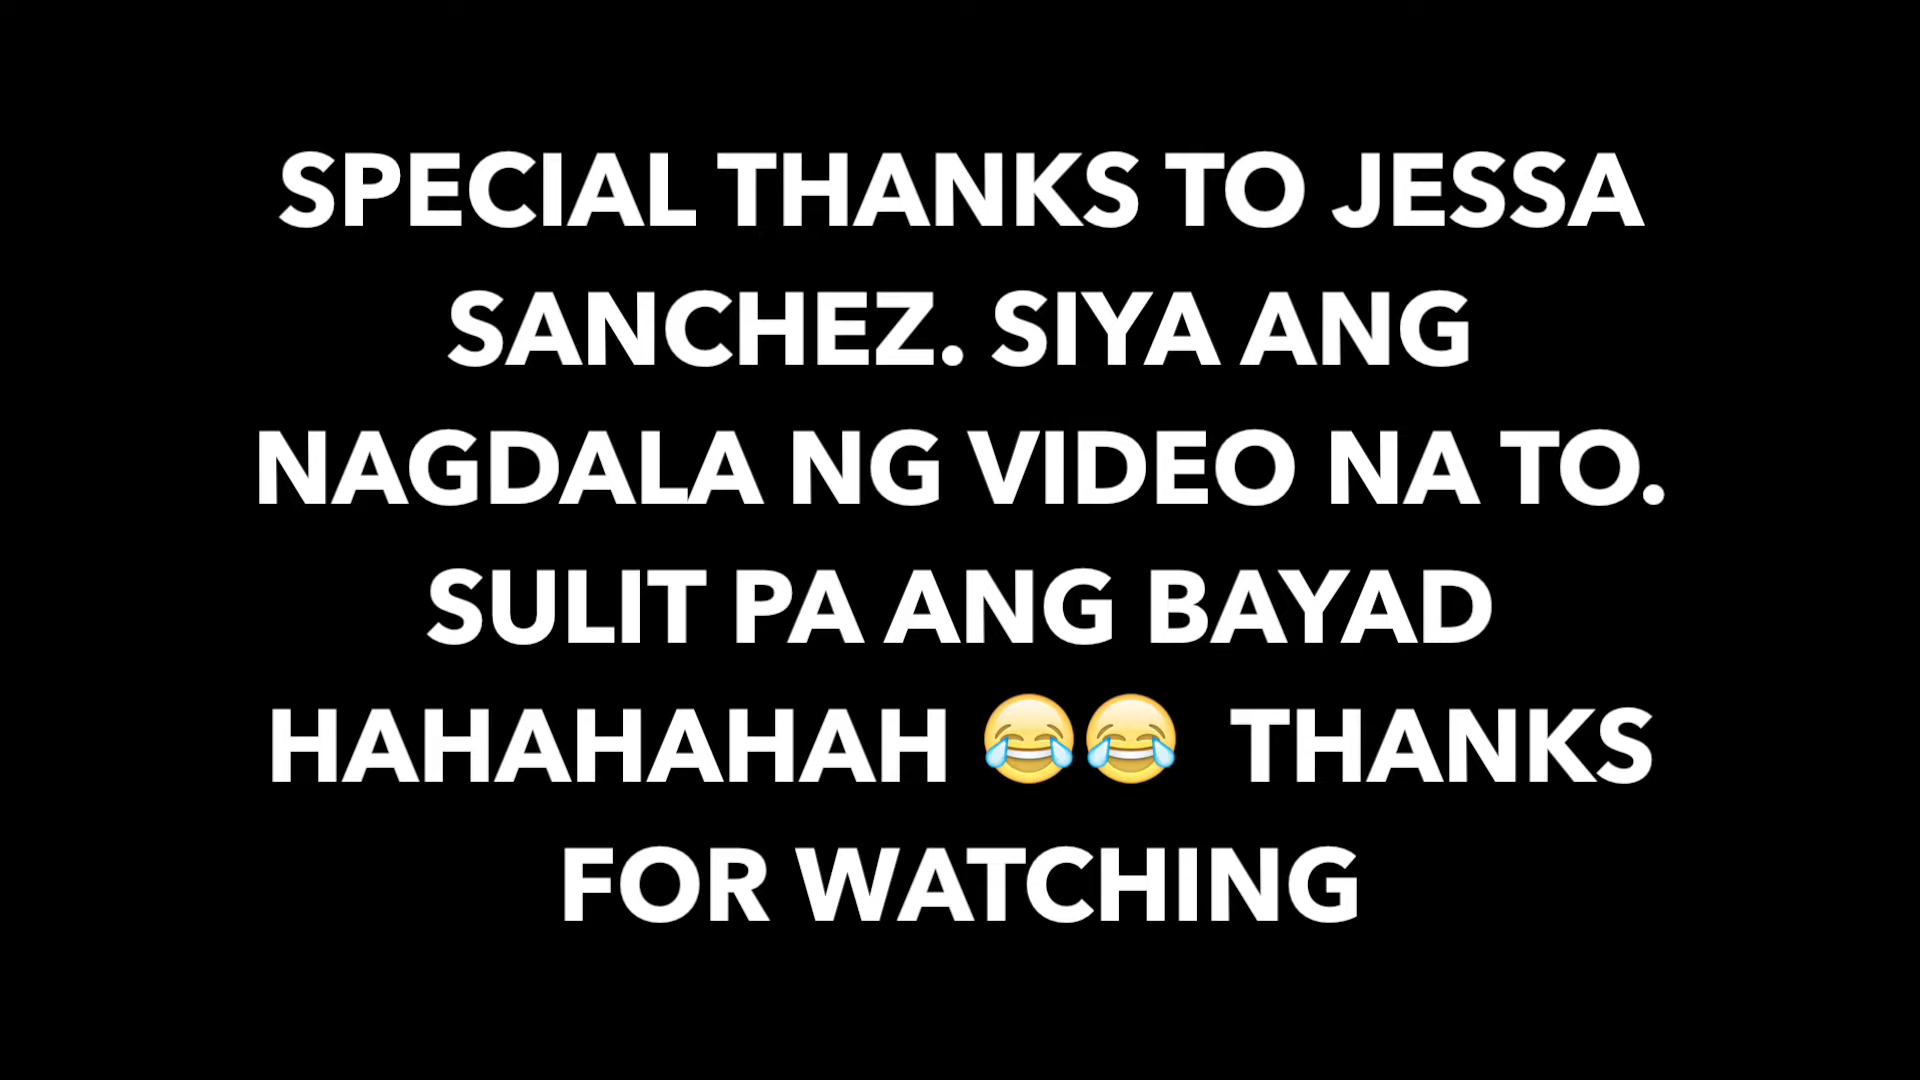 SPECIAL THANKS TO JESSA
SANCHEZ. SIYA ANG
NAGDALA NG VIDEO NA TO.
SULIT PA ANG BAYAD
HAHAHAHAH 😂😂 THANKS
FOR WATCHING